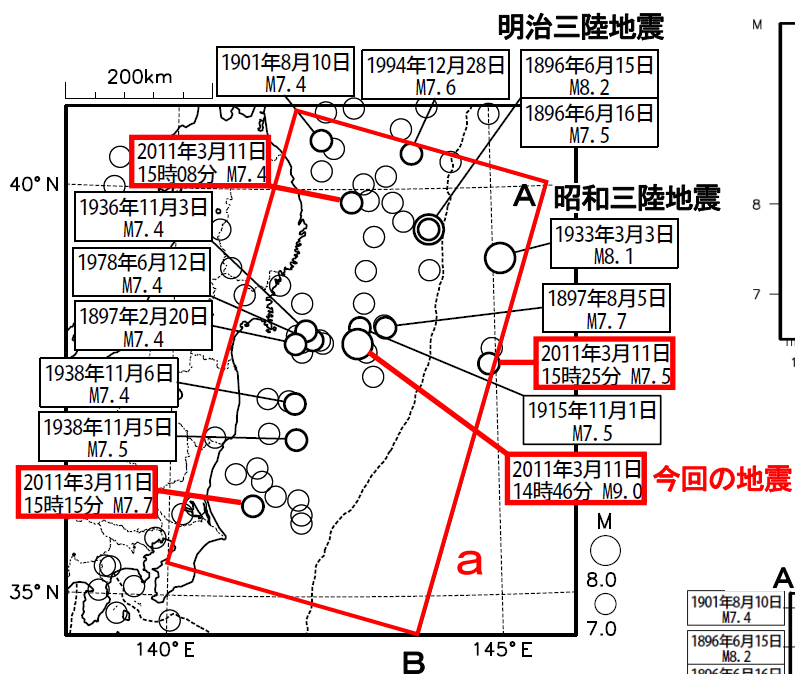 明治三陸地震
M
200km
1901年8月10日
M7.4
1994年12月28日
M7.6
1896年6月15日
M8.2
1896年6月16日
M7.5
2011年3月11日
15時08分 M7.4
40°N
A
昭和三陸地震
8
1936年11月3日
M7.4
1933年3月3日
M8.1
1978年6月12日
M7.4
7
1897年8月5日
M7.7
1897年2月20日
M7.4
2011年3月11日
15時25分 M7.5
1938年11月6日
M7.4
1915年11月1日
M7.5
1938年11月5日
M7.5
2011年3月11日
14時46分 M9.0
今回の地震
2011年3月11日
15時15分 M7.7
M
8.0
7.0
a
35°N
140°E
145°E
B
A
1901年8月10日
M7.4
1896年6月15日
M8.2
1896年6月16日